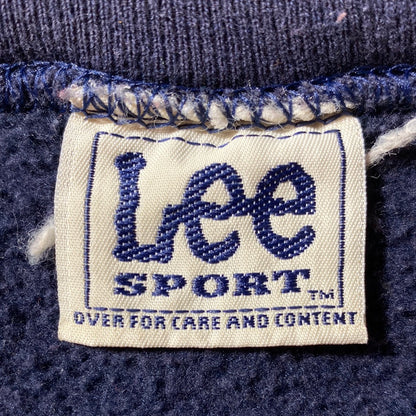 Lee
SPORT™
OVER FOR CARE AND CONTENT